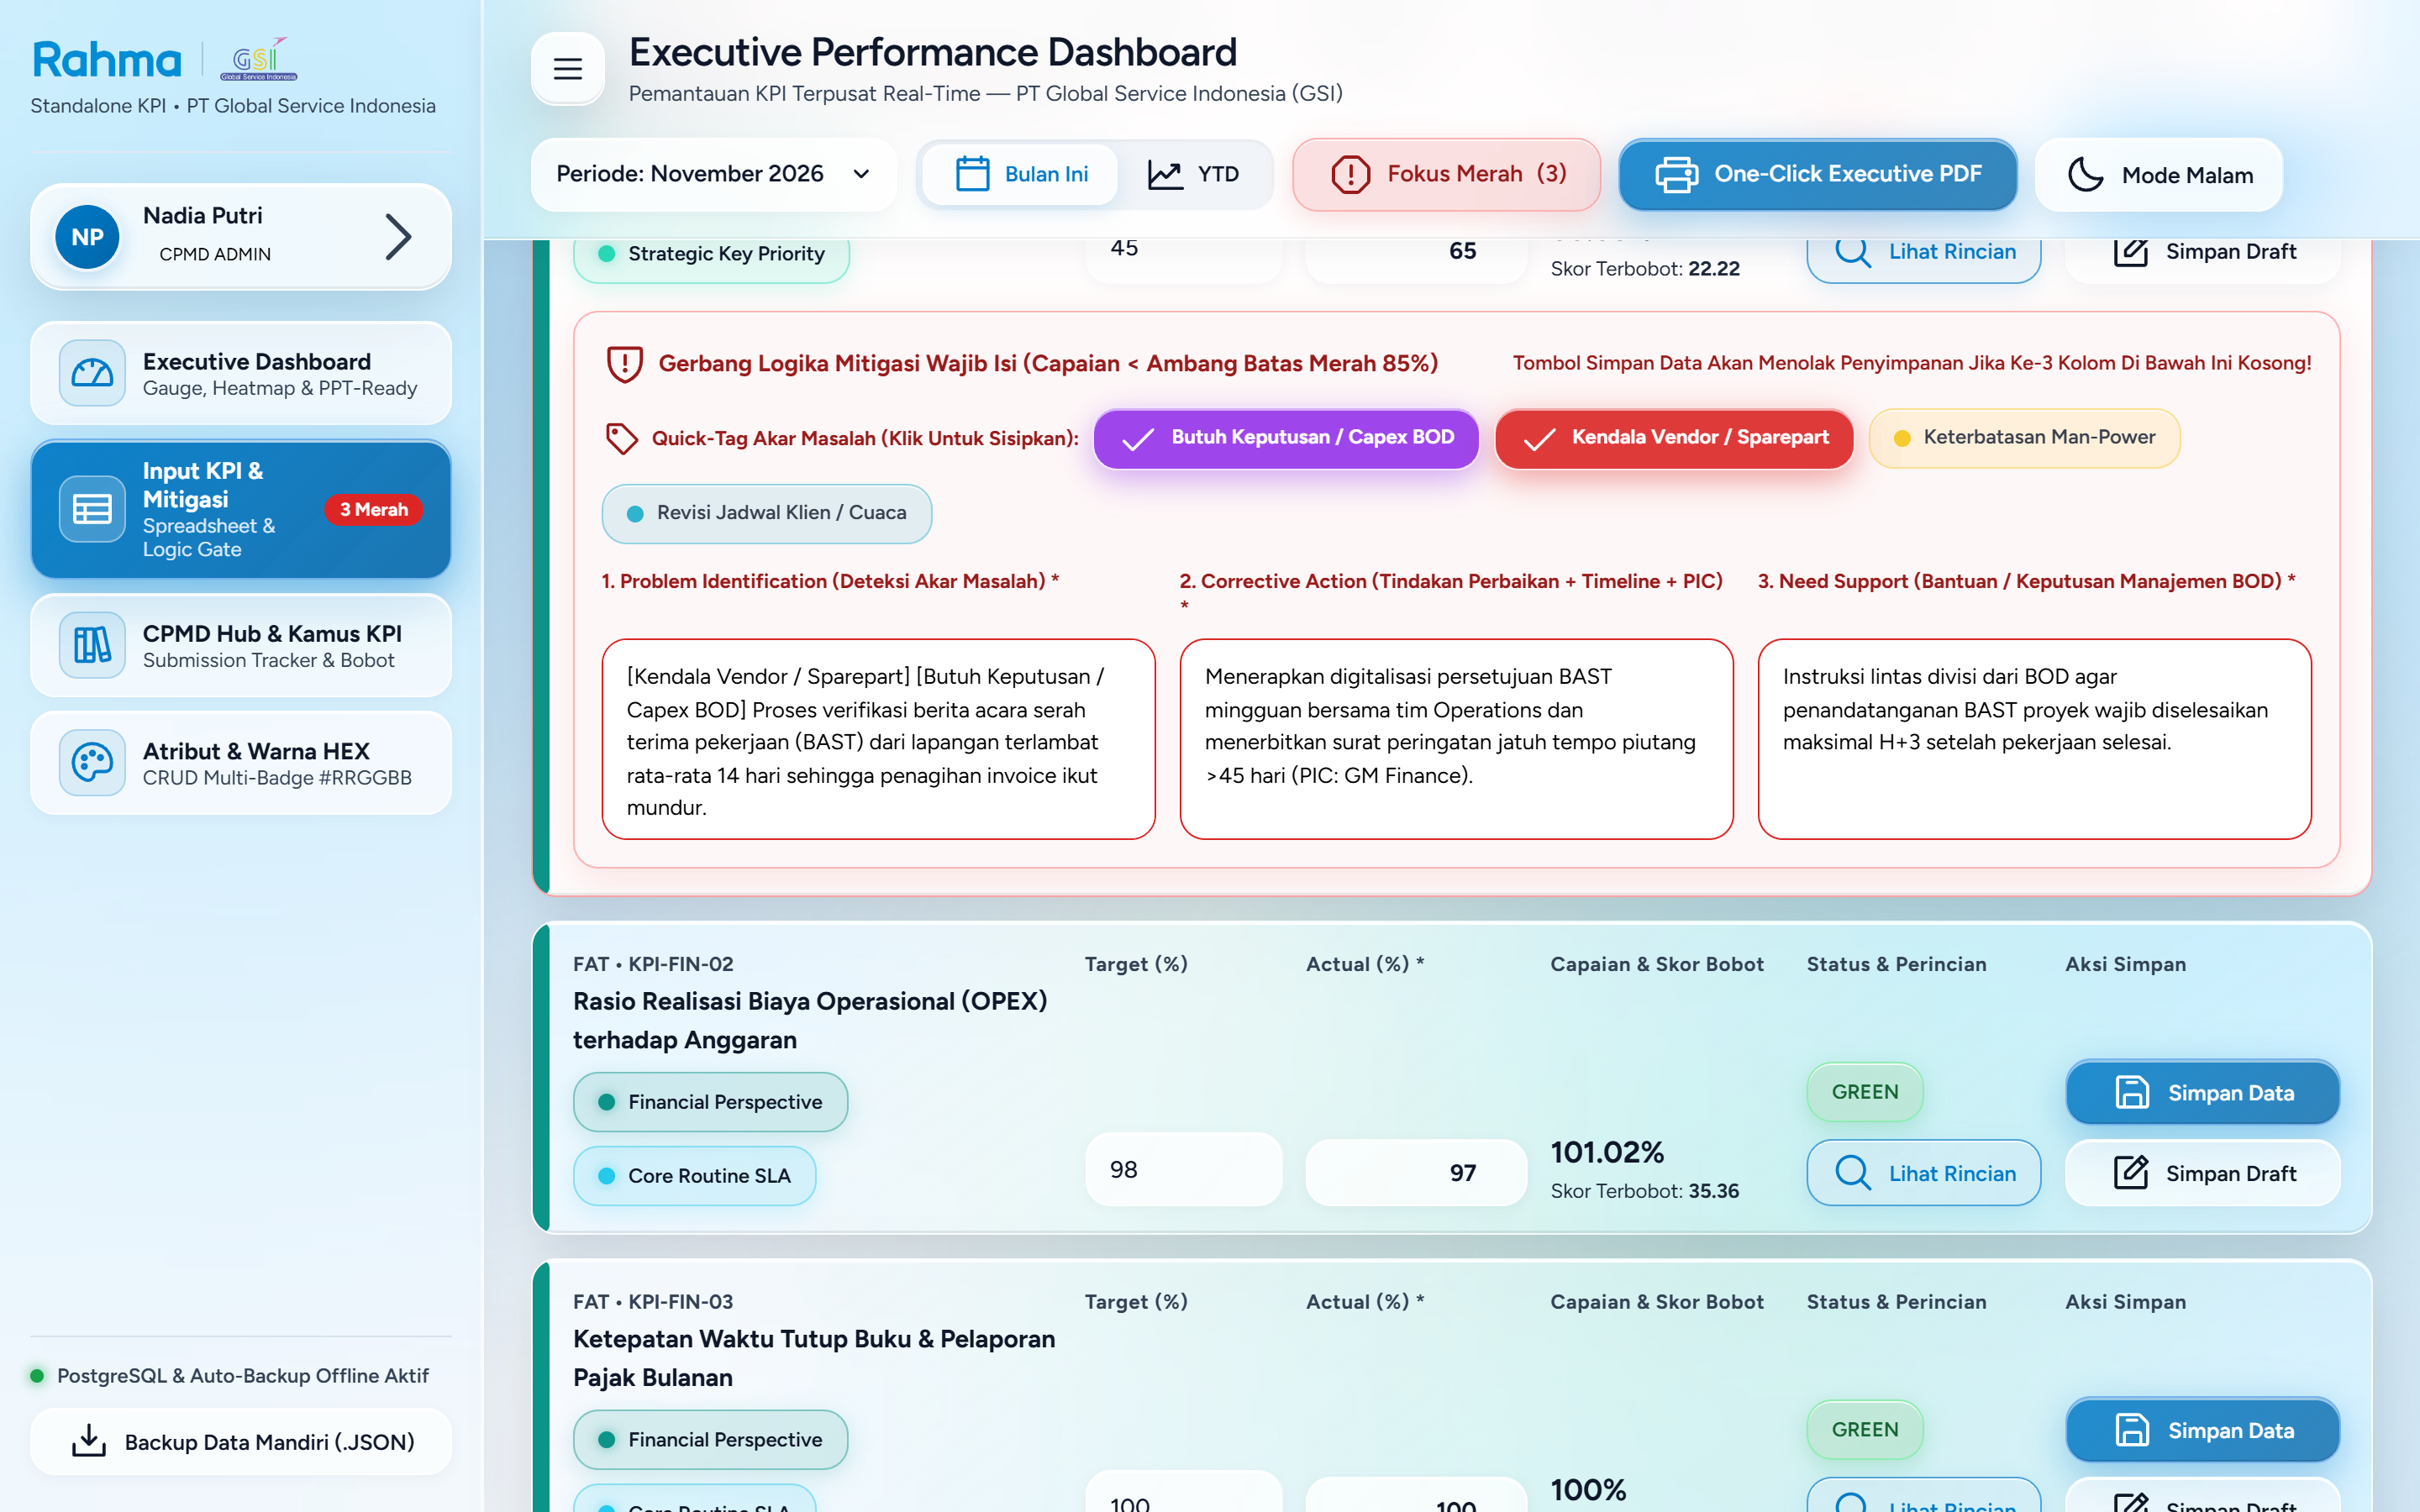 Rahma
GSI
Global Service Indonesia
Standalone KPI • PT Global Service Indonesia
NP
Nadia Putri
CPMD ADMIN
Executive Dashboard
Gauge, Heatmap & PPT-Ready
Input KPI &
Mitigasi
Spreadsheet &
Logic Gate
3 Merah
CPMD Hub & Kamus KPI
Submission Tracker & Bobot
Atribut & Warna HEX
CRUD Multi-Badge #RRGGBB
PostgreSQL & Auto-Backup Offline Aktif
Backup Data Mandiri (.JSON)
Executive Performance Dashboard
Pemantauan KPI Terpusat Real-Time — PT Global Service Indonesia (GSI)
Periode: November 2026
Bulan Ini
YTD
Fokus Merah (3)
One-Click Executive PDF
Mode Malam
Strategic Key Priority
45
65
Skor Terbobot: 22.22
Lihat Rincian
Simpan Draft
Gerbang Logika Mitigasi Wajib Isi (Capaian < Ambang Batas Merah 85%)
Tombol Simpan Data Akan Menolak Penyimpanan Jika Ke-3 Kolom Di Bawah Ini Kosong!
Quick-Tag Akar Masalah (Klik Untuk Sisipkan):
Butuh Keputusan / Capex BOD
Kendala Vendor / Sparepart
Keterbatasan Man-Power
Revisi Jadwal Klien / Cuaca
1. Problem Identification (Deteksi Akar Masalah) *
[Kendala Vendor / Sparepart] [Butuh Keputusan /
Capex BOD] Proses verifikasi berita acara serah
terima pekerjaan (BAST) dari lapangan terlambat
rata-rata 14 hari sehingga penagihan invoice ikut
mundur.
2. Corrective Action (Tindakan Perbaikan + Timeline + PIC)
*
Menerapkan digitalisasi persetujuan BAST
mingguan bersama tim Operations dan
menerbitkan surat peringatan jatuh tempo piutang
>45 hari (PIC: GM Finance).
3. Need Support (Bantuan / Keputusan Manajemen BOD) *
Instruksi lintas divisi dari BOD agar
penandatanganan BAST proyek wajib diselesaikan
maksimal H+3 setelah pekerjaan selesai.
FAT • KPI-FIN-02
Rasio Realisasi Biaya Operasional (OPEX)
terhadap Anggaran
Financial Perspective
Core Routine SLA
Target (%)
98
Actual (%) *
97
Capaian & Skor Bobot
101.02%
Skor Terbobot: 35.36
Status & Perincian
GREEN
Lihat Rincian
Aksi Simpan
Simpan Data
Simpan Draft
FAT • KPI-FIN-03
Ketepatan Waktu Tutup Buku & Pelaporan
Pajak Bulanan
Financial Perspective
Core Routine SLA
Target (%)
100
Actual (%) *
100
Capaian & Skor Bobot
100%
Status & Perincian
GREEN
Lihat Rincian
Aksi Simpan
Simpan Data
Simpan Draft